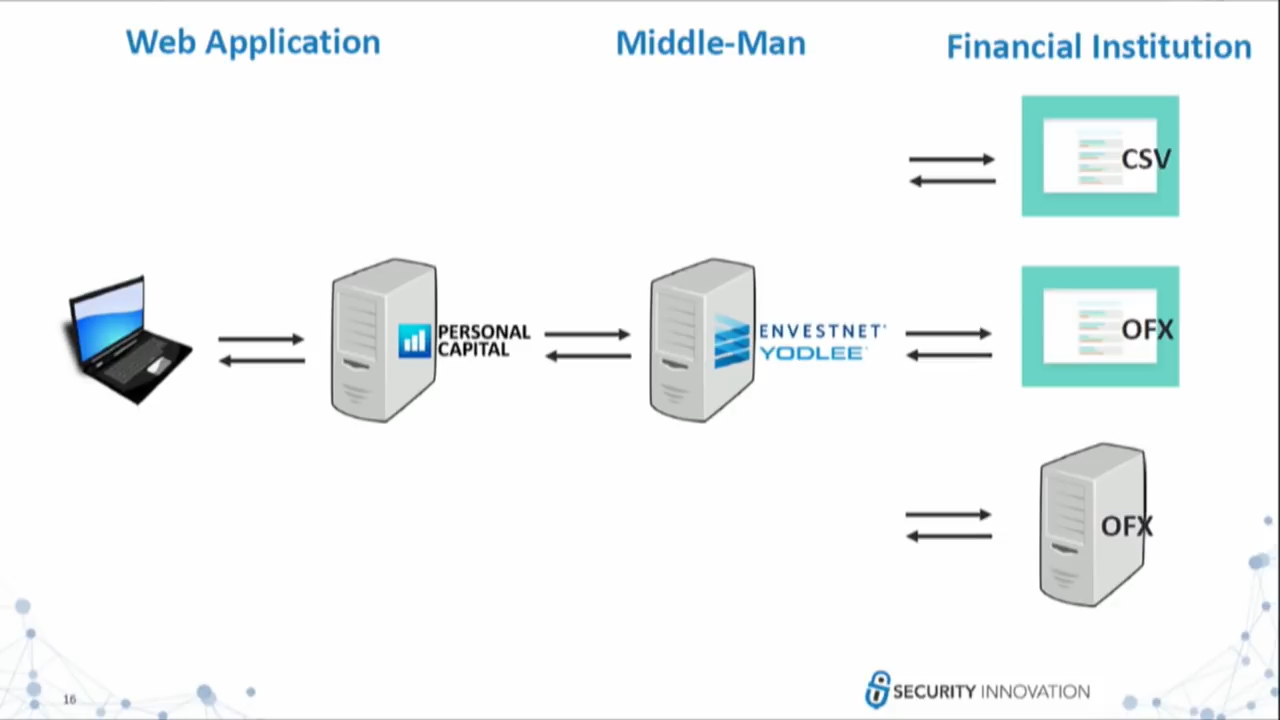 Web Application
Middle-Man
Financial Institution
CSV
PERSONAL
CAPITAL
ENVESTNET
YODLEE
OFX
OFX
16
SECURITY INNOVATION